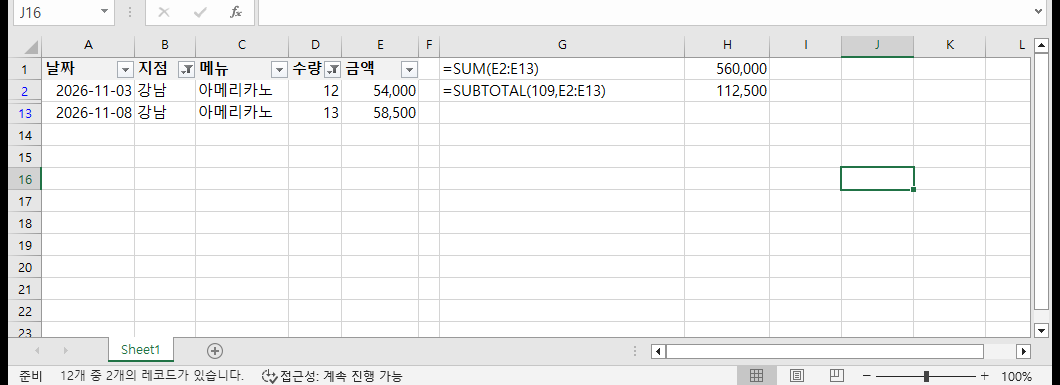 J16 fx
A B C D E F G H I J K L
1 날짜 지점 메뉴 수량 금액 =SUM(E2:E13) 560,000
2 2026-11-03 강남 아메리카노 12 54,000 =SUBTOTAL(109,E2:E13) 112,500
13 2026-11-08 강남 아메리카노 13 58,500
14
15
16
17
18
19
20
21
22
23
Sheet1
준비 12개 중 2개의 레코드가 있습니다. 접근성: 계속 진행 가능 100%